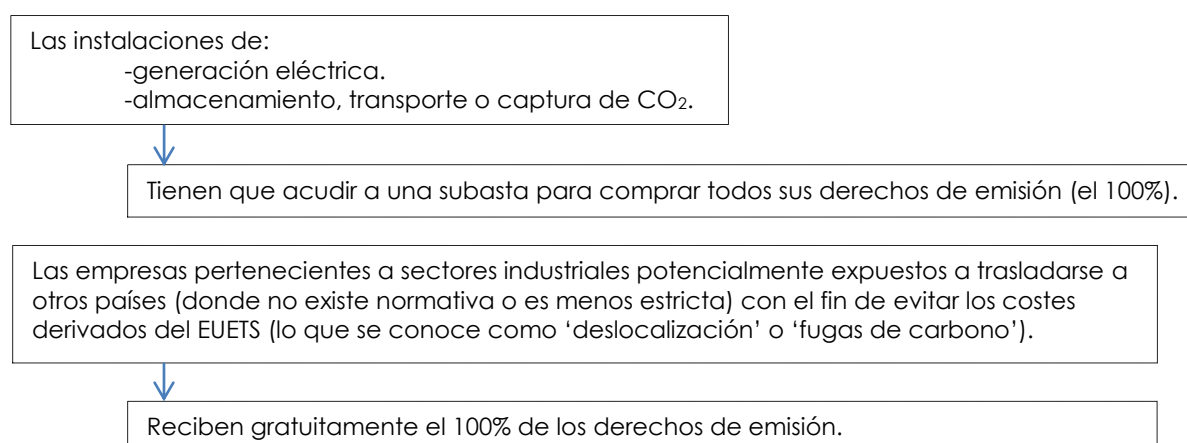 Las instalaciones de:
-generación eléctrica.
-almacenamiento, transporte o captura de CO₂.
Tienen que acudir a una subasta para comprar todos sus derechos de emisión (el 100%).
Las empresas pertenecientes a sectores industriales potencialmente expuestos a trasladarse a
otros países (donde no existe normativa o es menos estricta) con el fin de evitar los costes
derivados del EUETS (lo que se conoce como ‘deslocalización’ o ‘fugas de carbono’).
Reciben gratuitamente el 100% de los derechos de emisión.